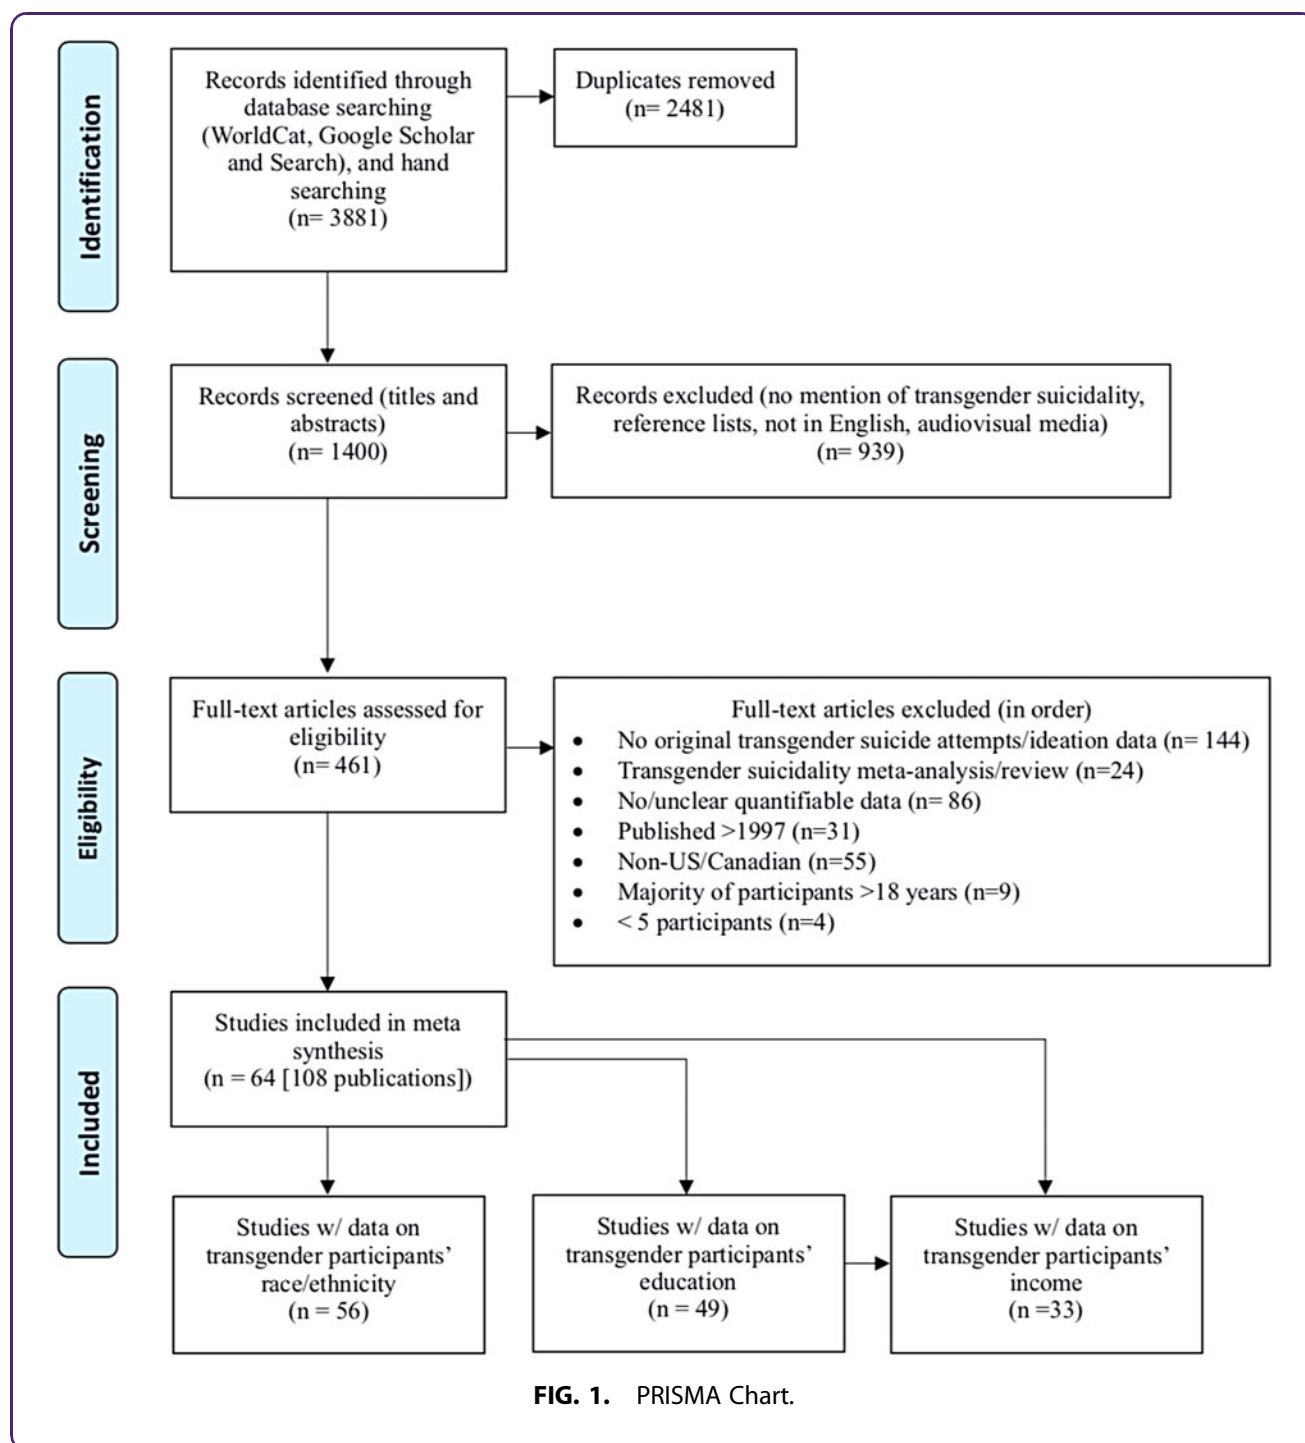 Identification
Records identified through
database searching
(WorldCat, Google Scholar
and Search), and hand
searching
(n= 3881)
Duplicates removed
(n= 2481)
Screening
Records screened (titles and
abstracts)
(n= 1400)
Records excluded (no mention of transgender suicidality,
reference lists, not in English, audiovisual media)
(n= 939)
Eligibility
Full-text articles assessed for
eligibility
(n= 461)
Full-text articles excluded (in order)
• No original transgender suicide attempts/ideation data (n= 144)
• Transgender suicidality meta-analysis/review (n=24)
• No/unclear quantifiable data (n= 86)
• Published >1997 (n=31)
• Non-US/Canadian (n=55)
• Majority of participants >18 years (n=9)
• < 5 participants (n=4)
Included
Studies included in meta
synthesis
(n = 64 [108 publications])
Studies w/ data on
transgender participants’
race/ethnicity
(n = 56)
Studies w/ data on
transgender participants’
education
(n = 49)
Studies w/ data on
transgender participants’
income
(n =33)
FIG. 1. PRISMA Chart.